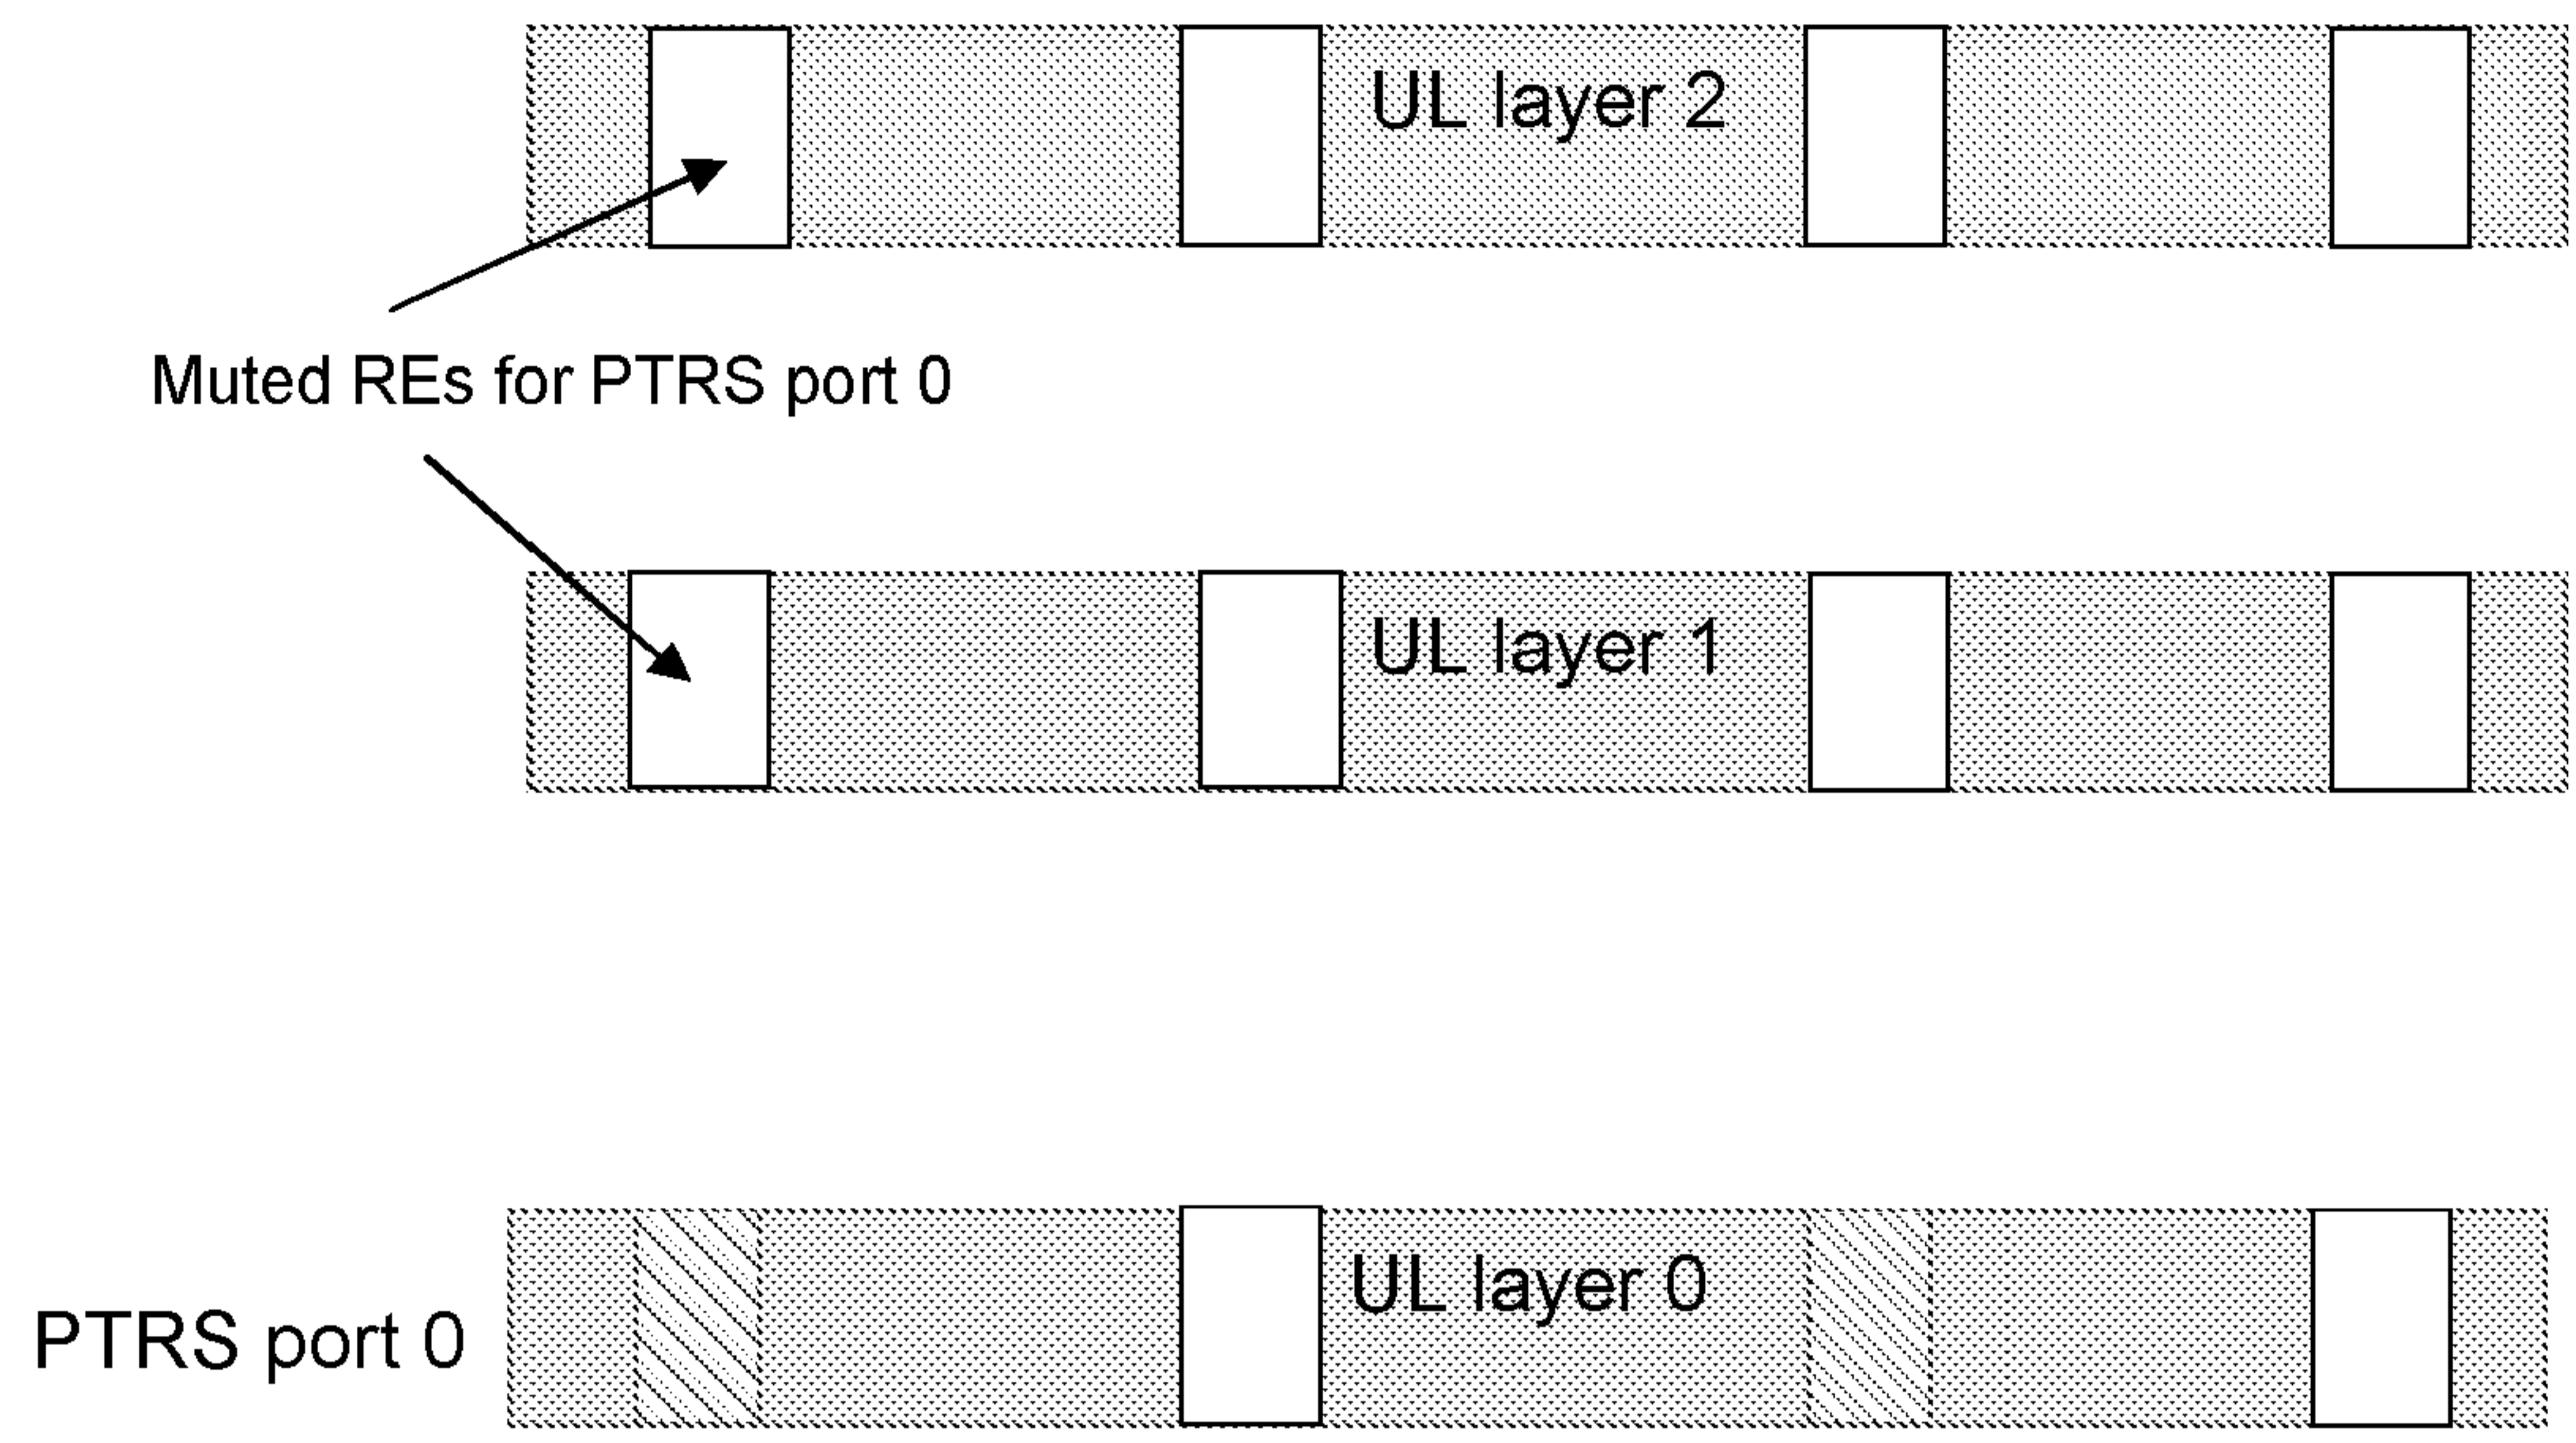 UL layer 2
Muted REs for PTRS port 0
UL layer 1
UL layer 0
PTRS port 0